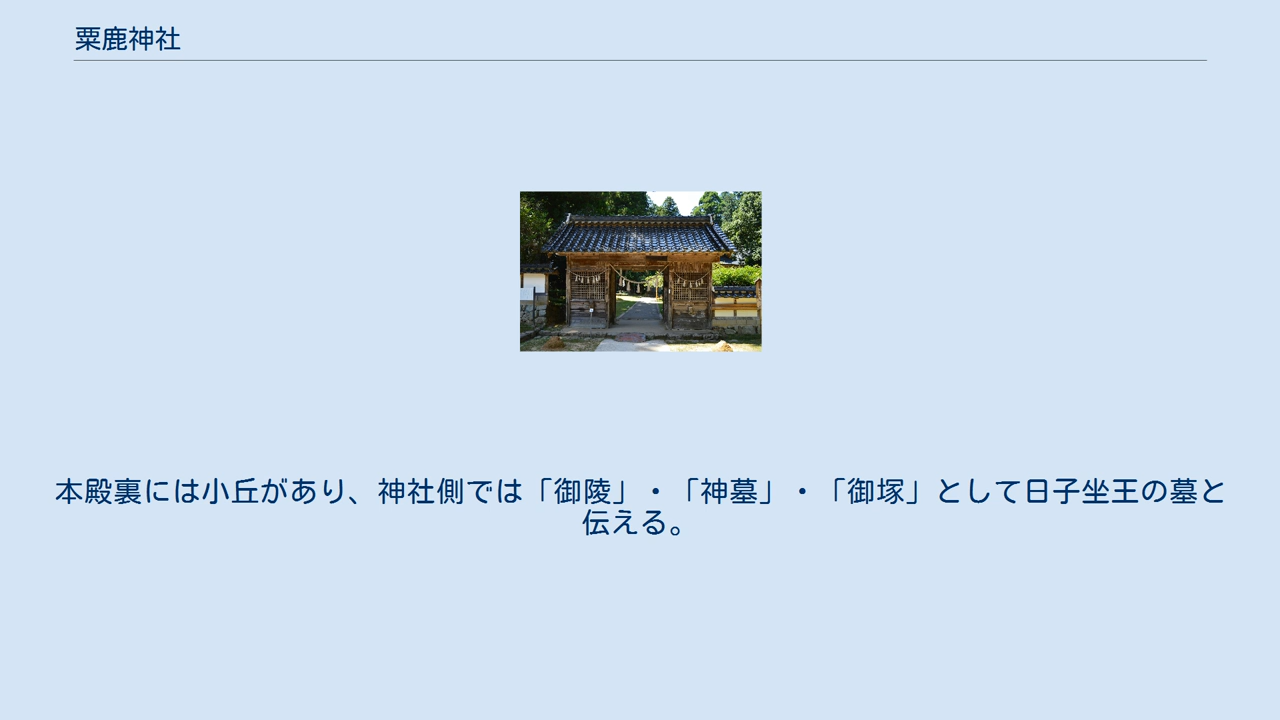 粟鹿神社
本殿裏には小丘があり、神社側では「御陵」・「神墓」・「御塚」として日子坐王の墓と
伝える。